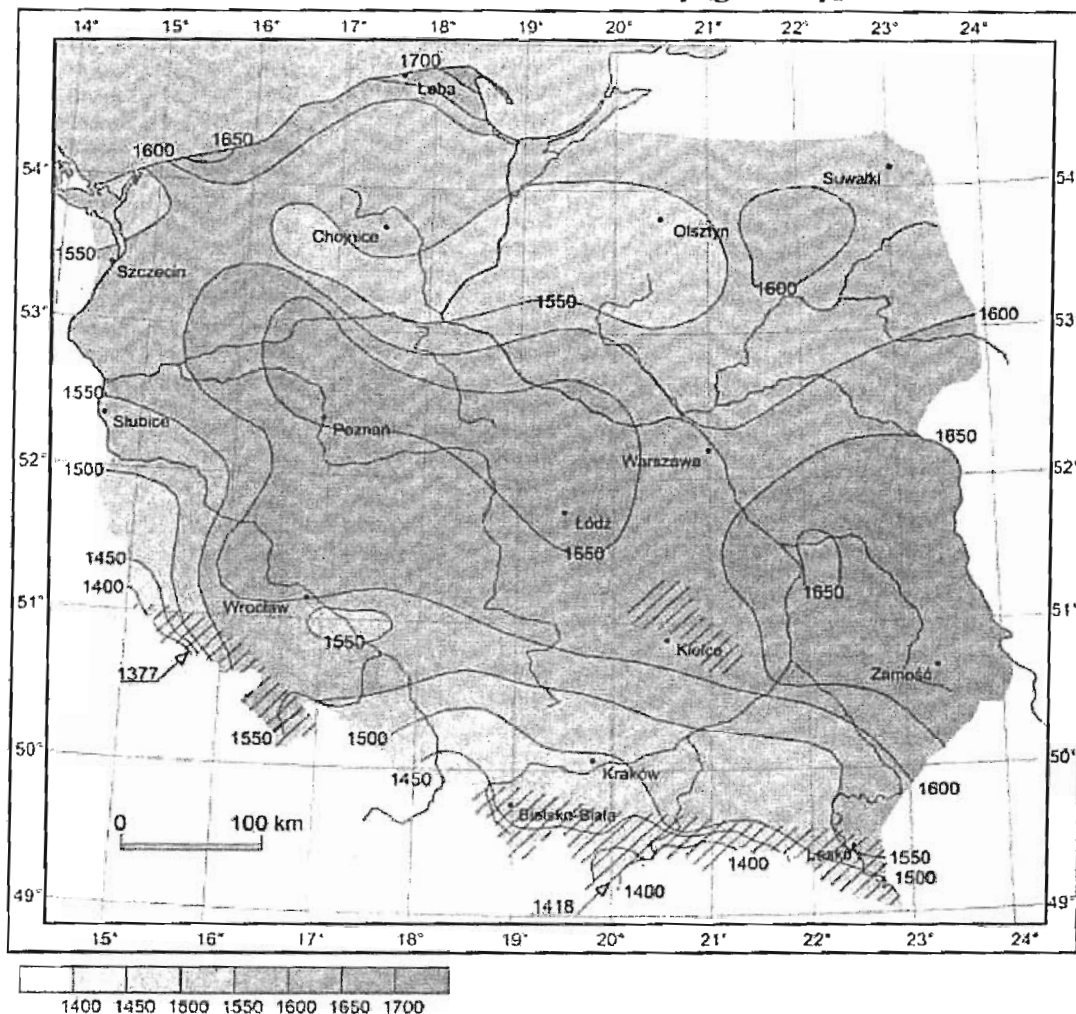 14° 15° 16° 17° 18° 19° 20° 21° 22° 23° 24°
1700
Łeba
1650
1600
54° 54°
Suwałki
Chojnice
Olsztyn
1550
Szczecin
1600
1550
53° 53°
1600
1550
Słubice
Poznań
1650
Warszawa
52° 52°
1500
Łódź
1550
1450
1400
1650
51° 51°
Wrocław
1550
Kielce
Zamość
1377
1550
1500
50° 50°
1450
Kraków
1600
0 100 km
Bielsko-Biała
Lesko
1550
1400
1500
1400
49° 49°
1418
15° 16° 17° 18° 19° 20° 21° 22° 23° 24°
1400 1450 1500 1550 1600 1650 1700